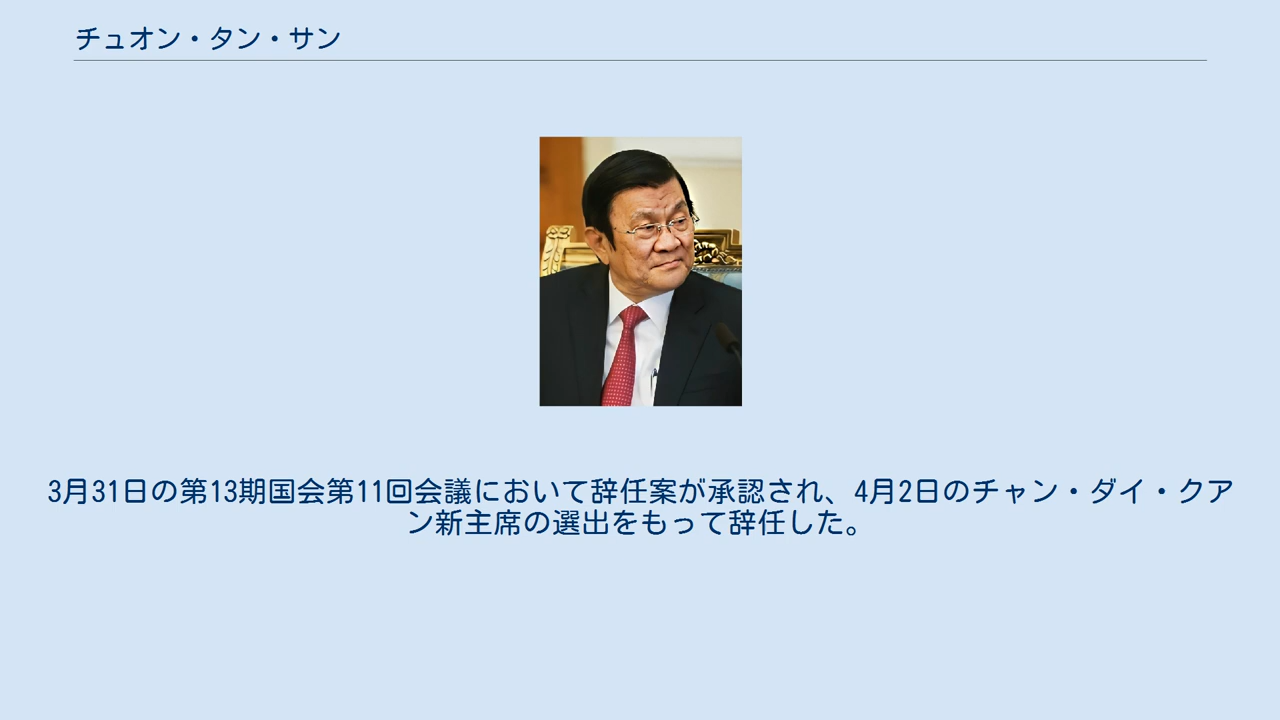 チュオン・タン・サン
3月31日の第13期国会第11回会議において辞任案が承認され、4月2日のチャン・ダイ・クア
ン新主席の選出をもって辞任した。